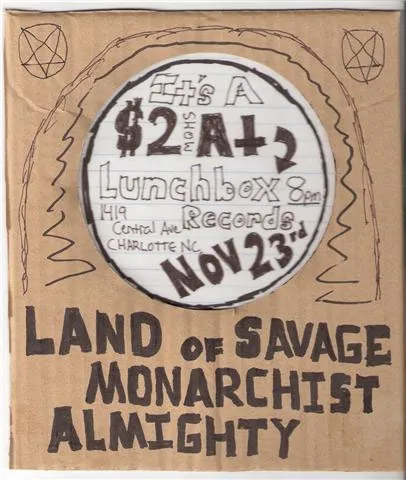 It's A
$2 SHOW At
Lunchbox 8pm
Records
1419
Central Ave
CHARLOTTE NC
NOV 23rd
LAND OF SAVAGE
MONARCHIST
ALMIGHTY